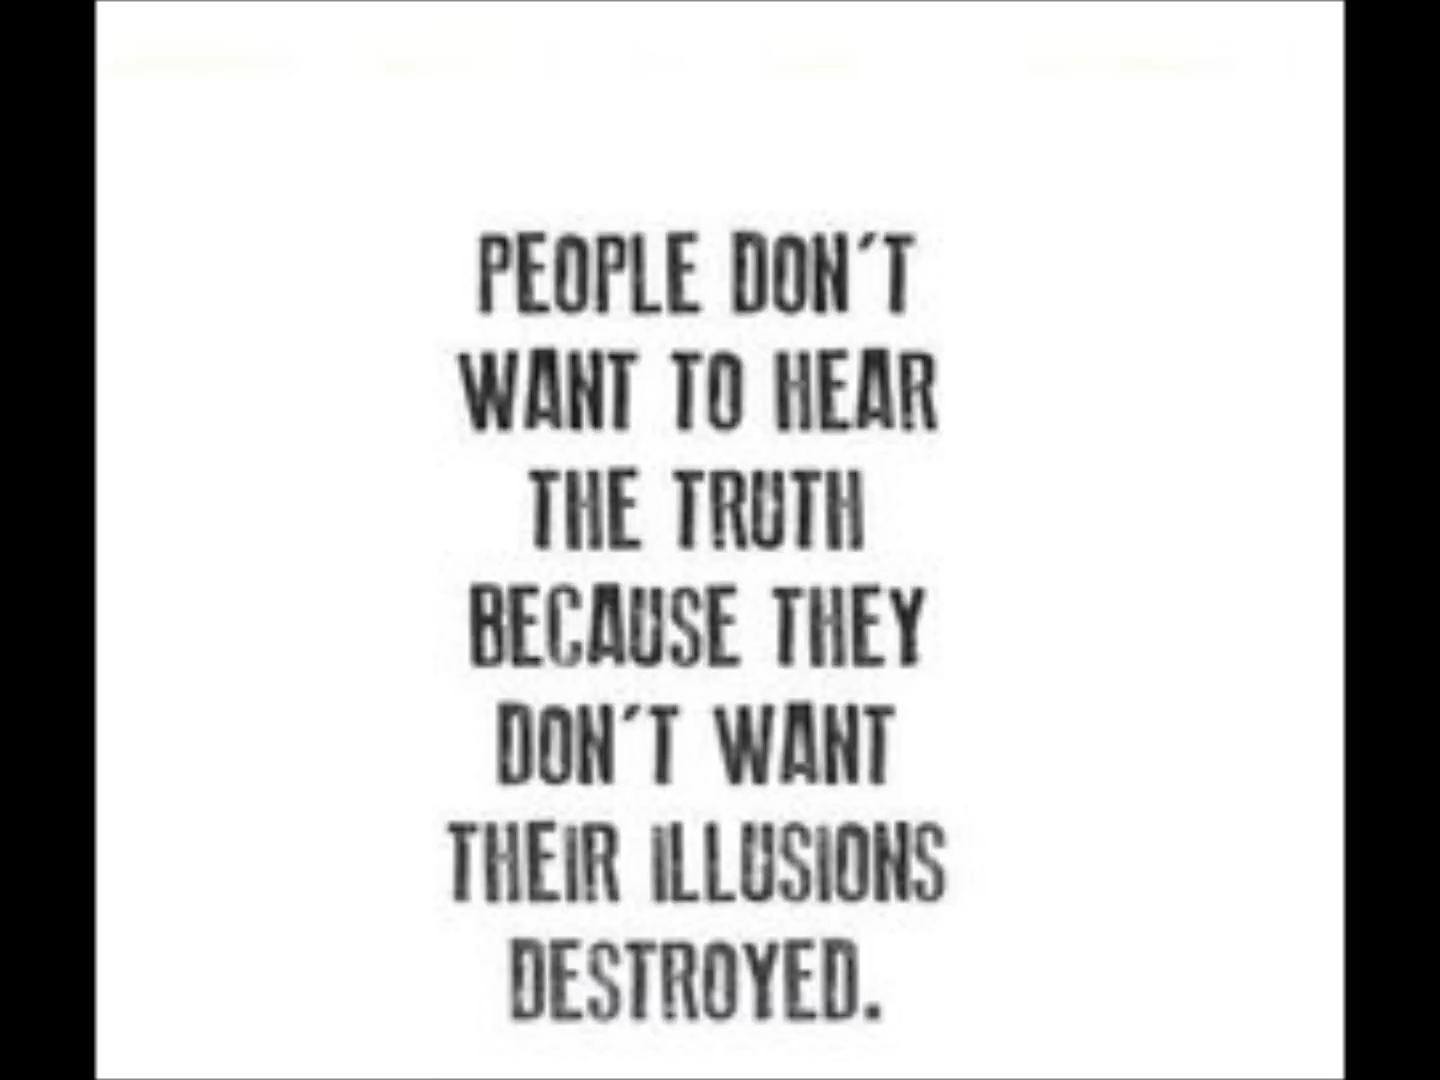 PEOPLE DON´T
WANT TO HEAR
THE TRUTH
BECAUSE THEY
DON´T WANT
THEIR ILLUSIONS
DESTROYED.